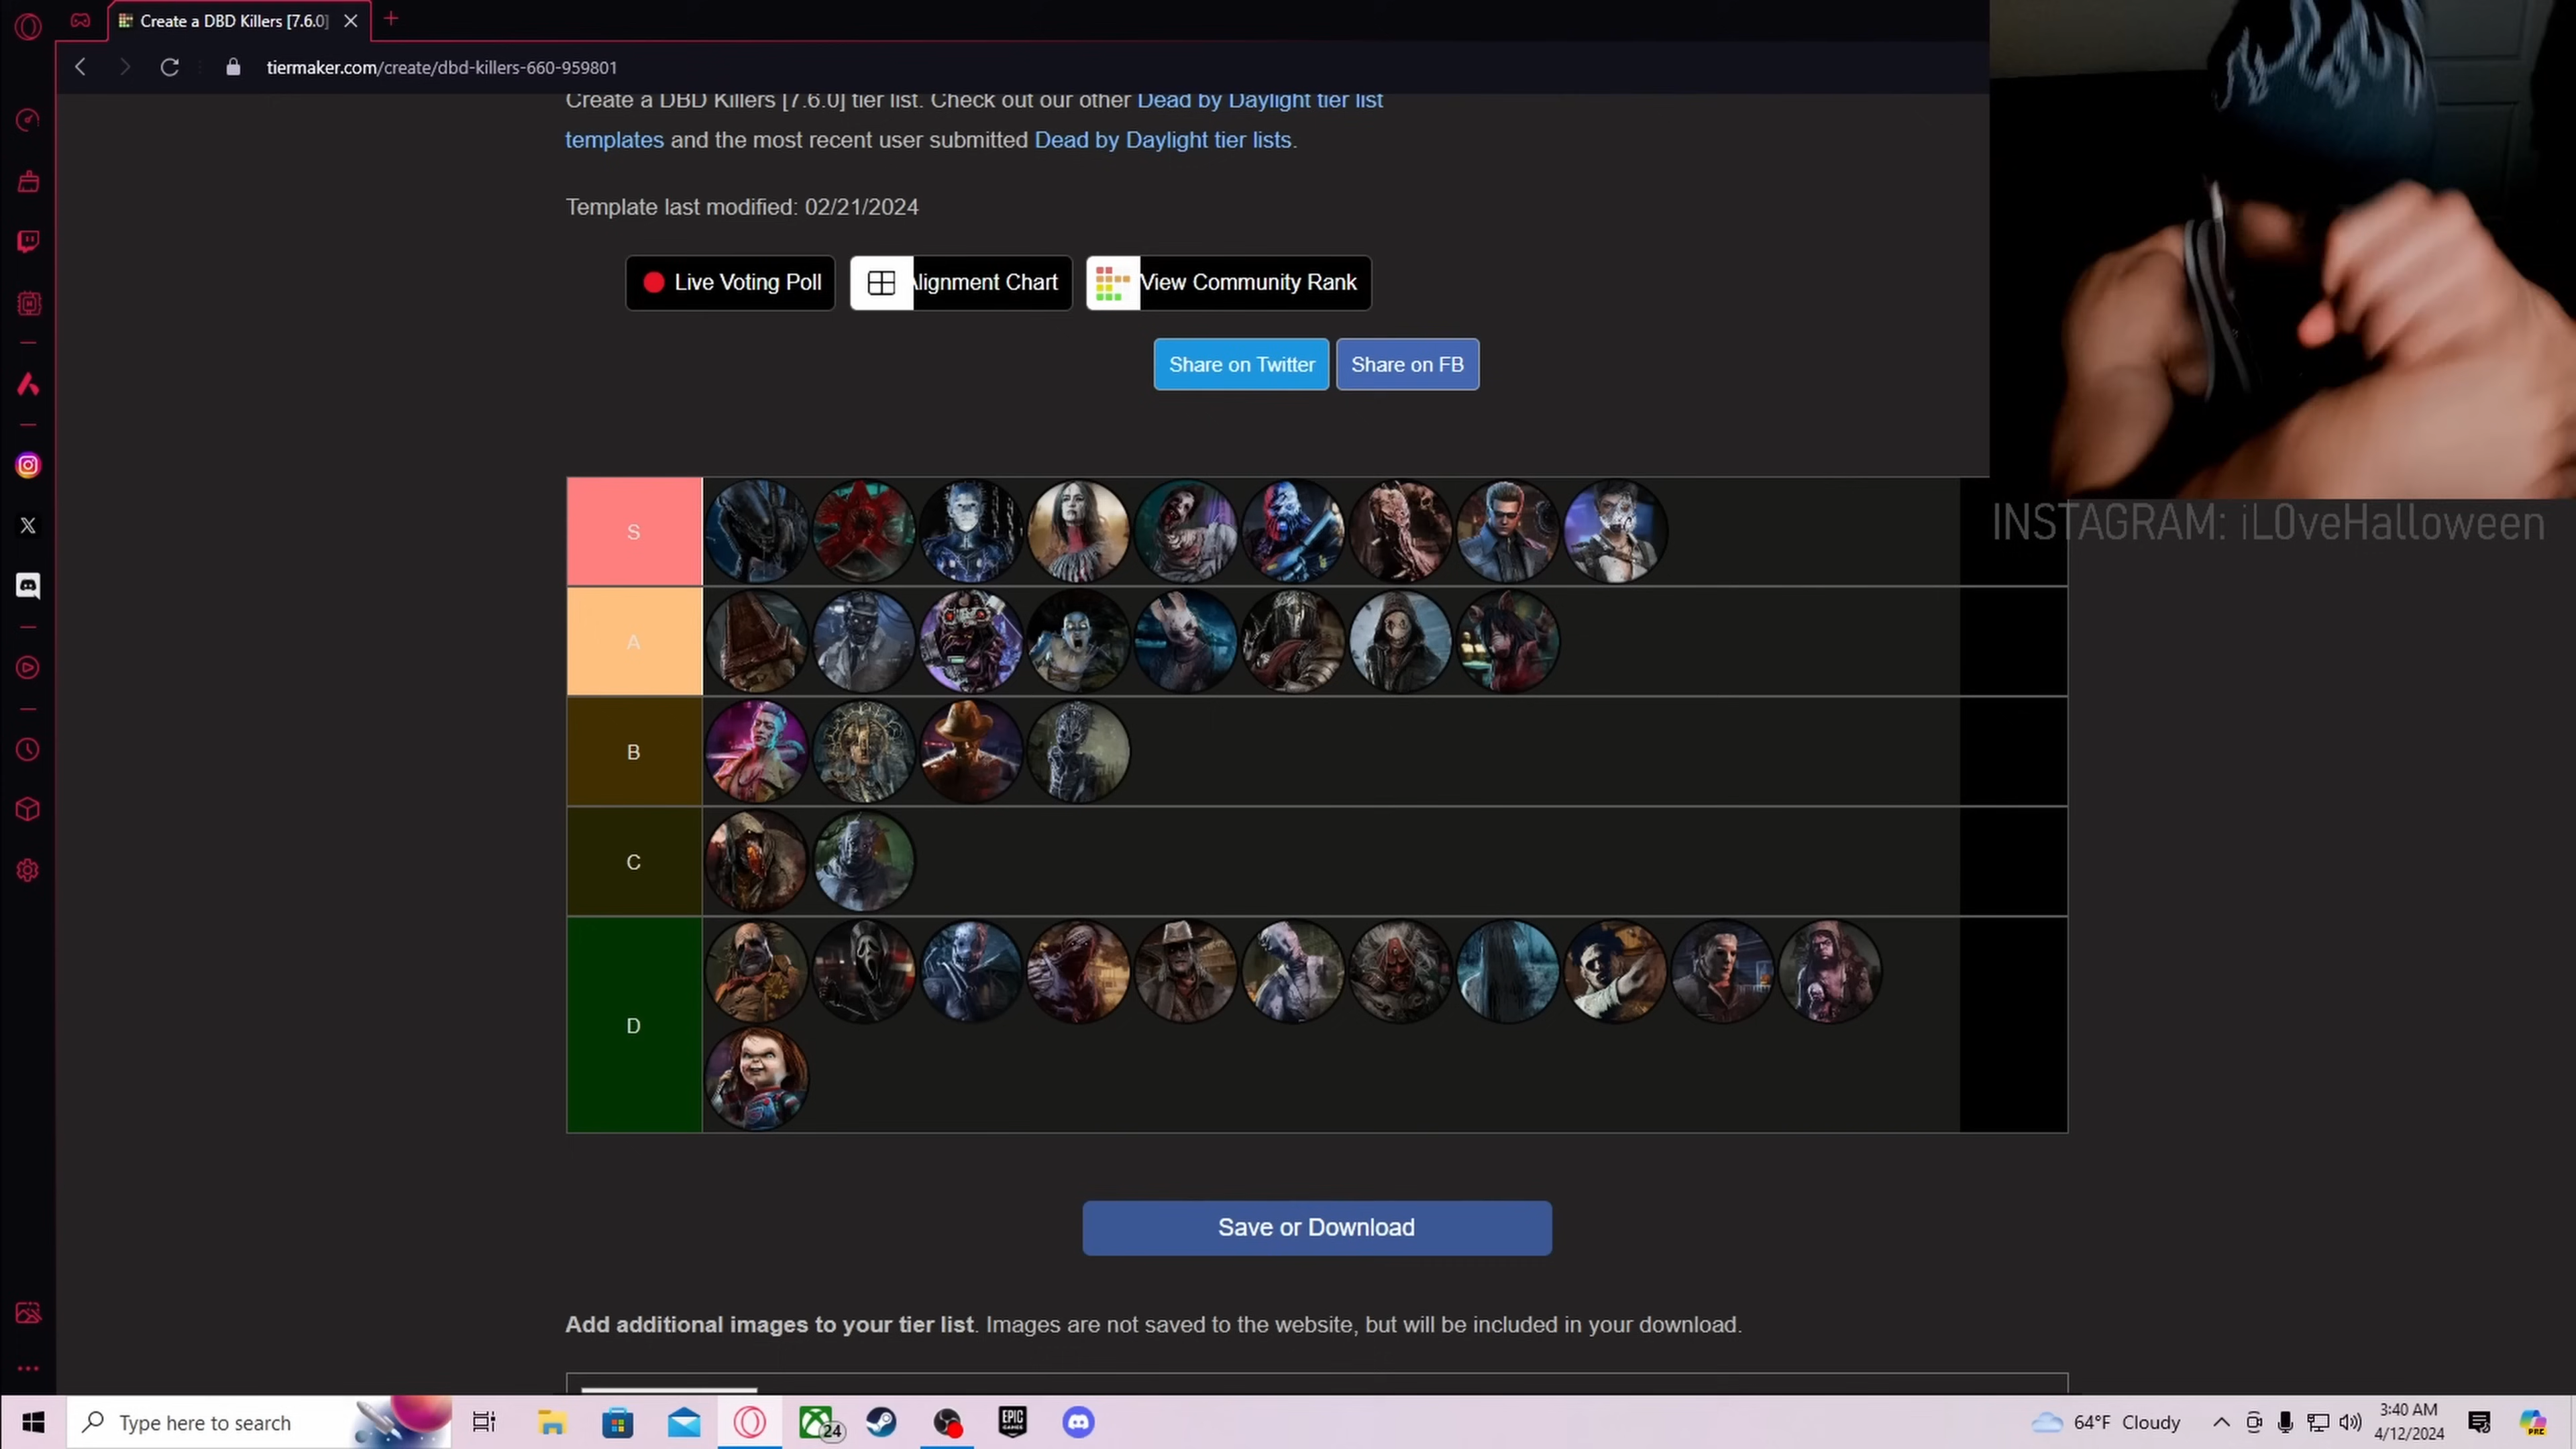 Create a DBD Killers [7.6.0]
tiermaker.com/create/dbd-killers-660-959801
Create a DBD Killers [7.6.0] tier list. Check out our other Dead by Daylight tier list
templates and the most recent user submitted Dead by Daylight tier lists.
Template last modified: 02/21/2024
Live Voting Poll
lignment Chart
View Community Rank
Share on Twitter
Share on FB
S
INSTAGRAM: iL0veHalloween
A
B
C
D
Save or Download
Add additional images to your tier list. Images are not saved to the website, but will be included in your download.
Type here to search
24
EPIC GAMES
64°F Cloudy
3:40 AM
4/12/2024
PRE